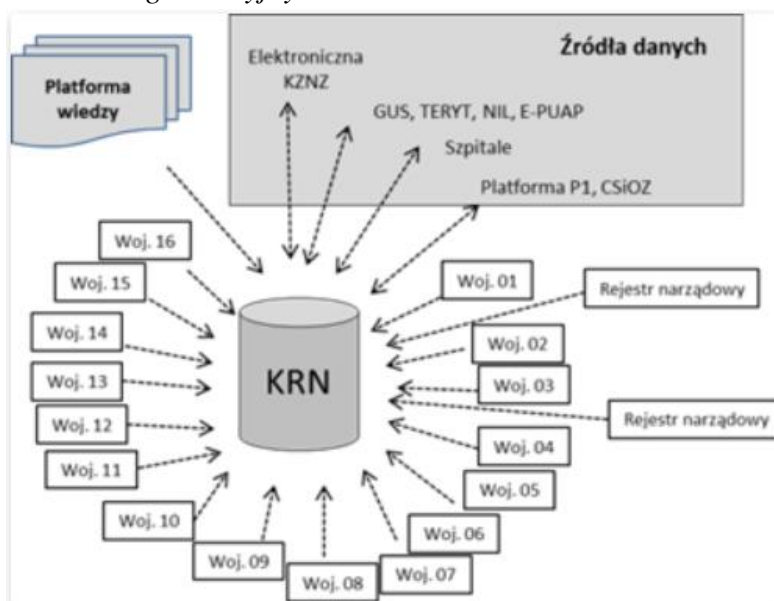 Źródła danych
Elektroniczna
KZNZ
Platforma
wiedzy
GUS, TERYT, NIL, E-PUAP
Szpitale
Platforma P1, CSiOZ
Woj. 16
Woj. 15
Woj. 14
Woj. 13
Woj. 12
Woj. 11
Woj. 10
Woj. 09
Woj. 08
Woj. 07
Woj. 06
Woj. 05
Woj. 04
Rejestr narządowy
Woj. 03
Woj. 02
Rejestr narządowy
Woj. 01
KRN